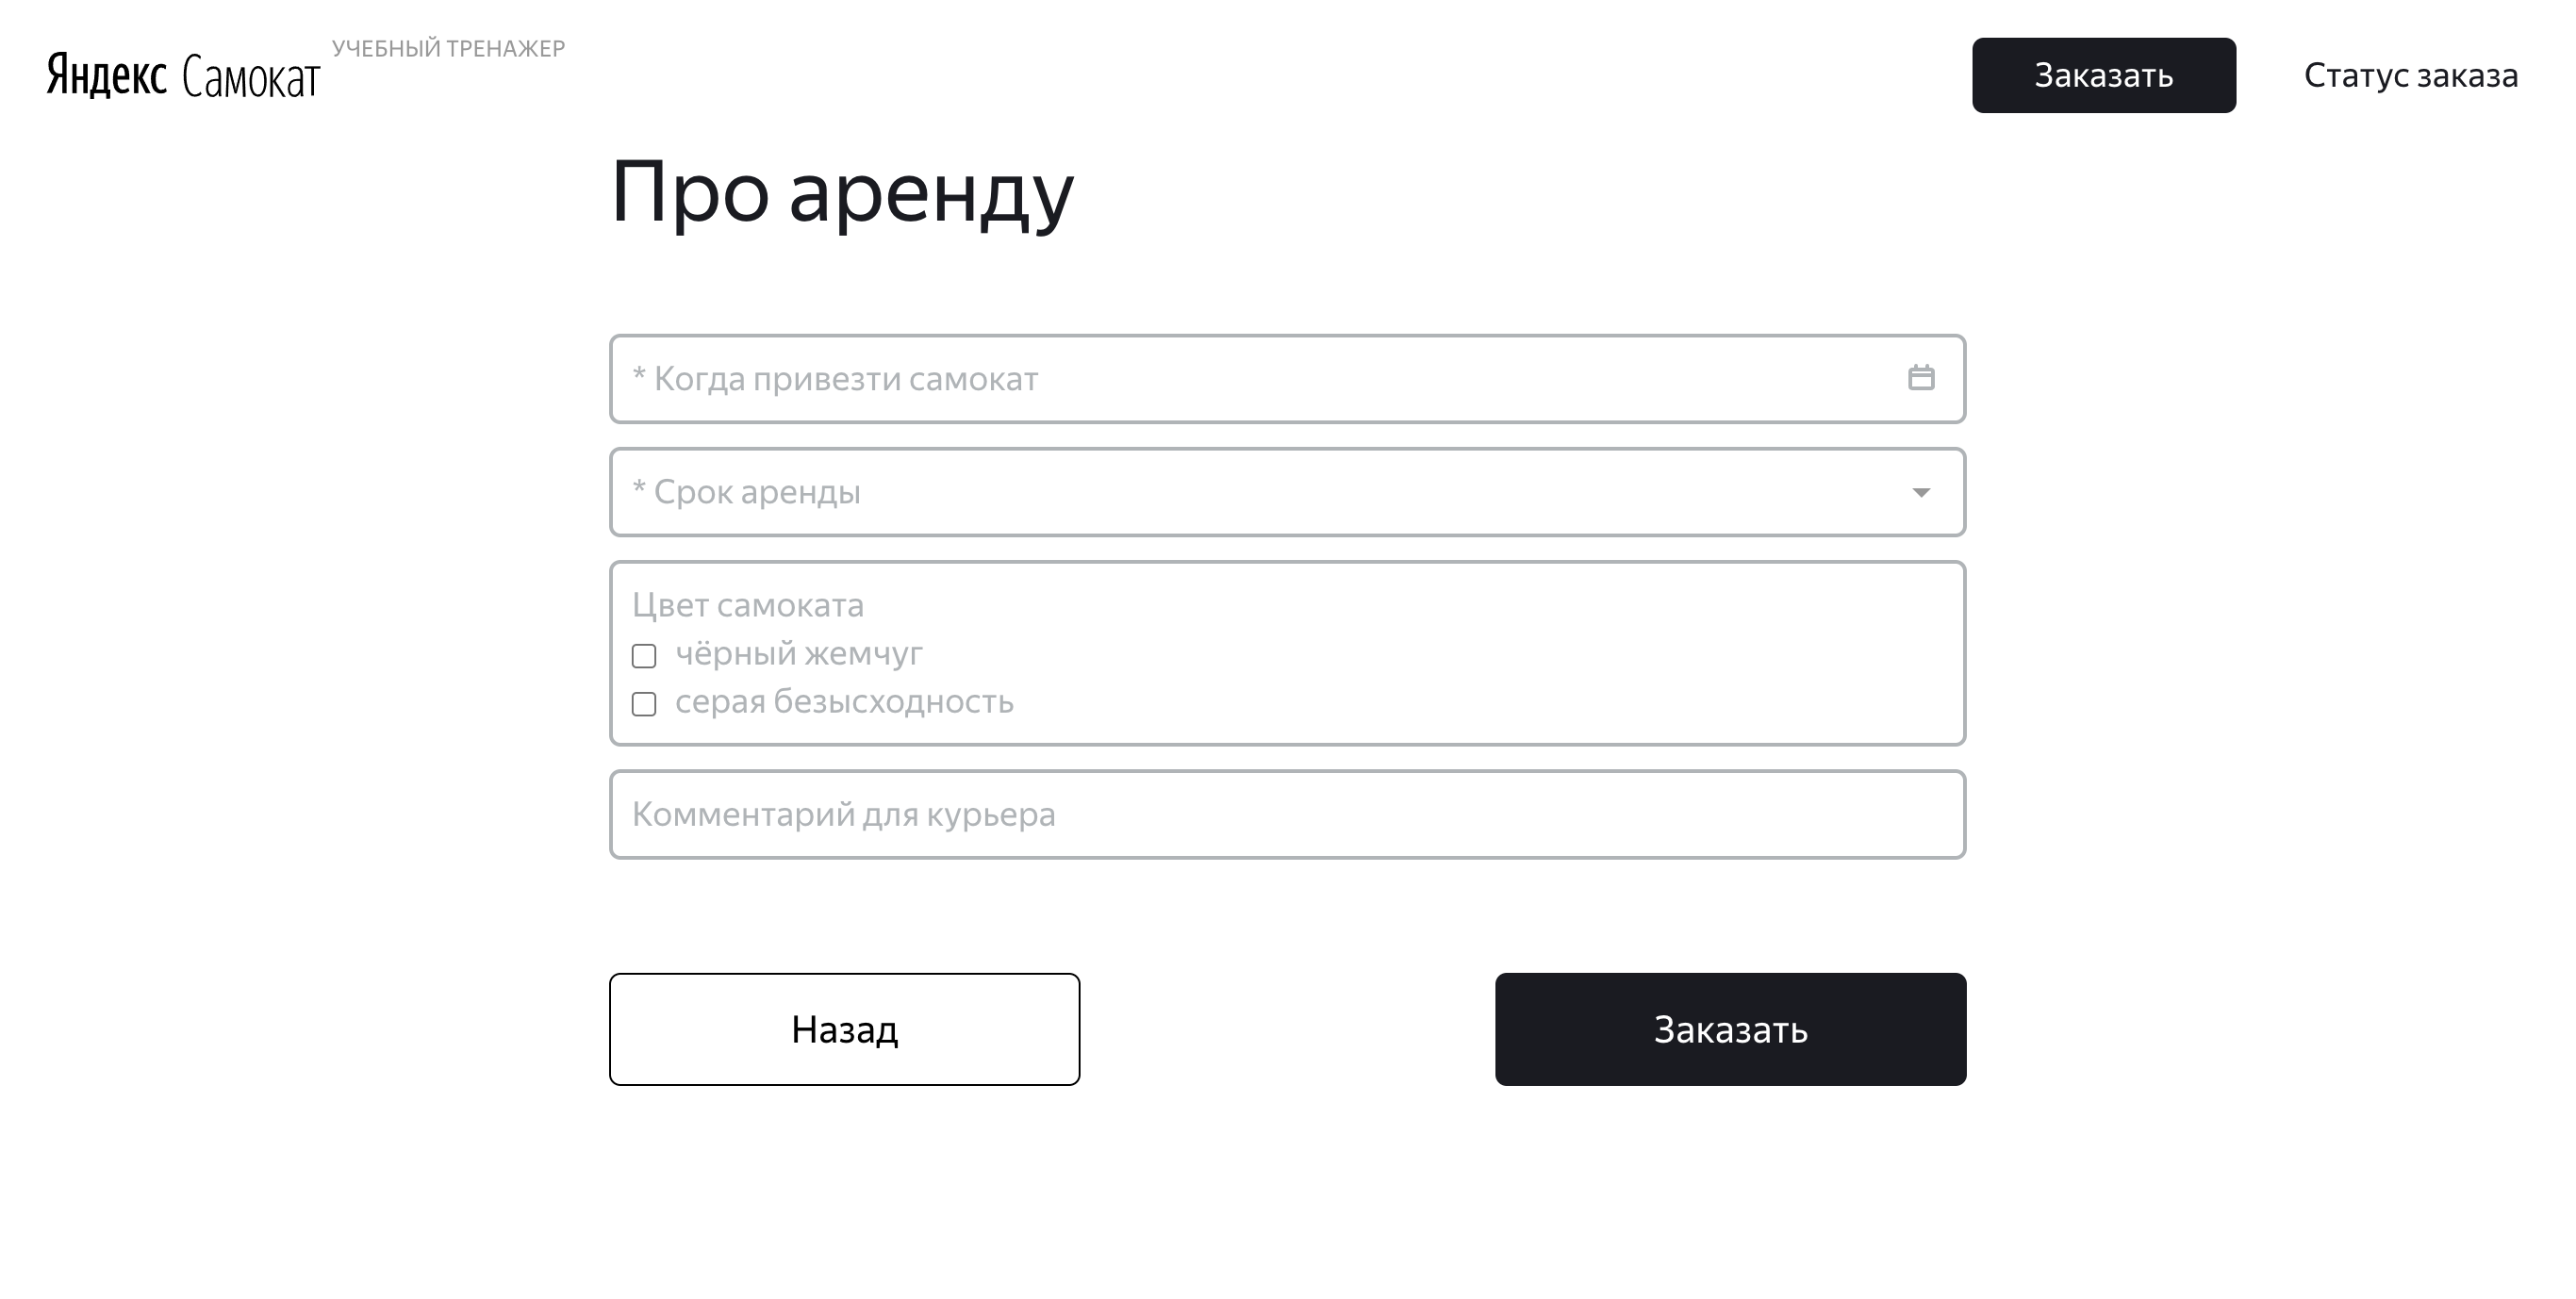 Яндекс Самокат УЧЕБНЫЙ ТРЕНАЖЕР
Заказать
Статус заказа
Про аренду
* Когда привезти самокат
* Срок аренды
Цвет самоката
чёрный жемчуг
серая безысходность
Комментарий для курьера
Назад
Заказать